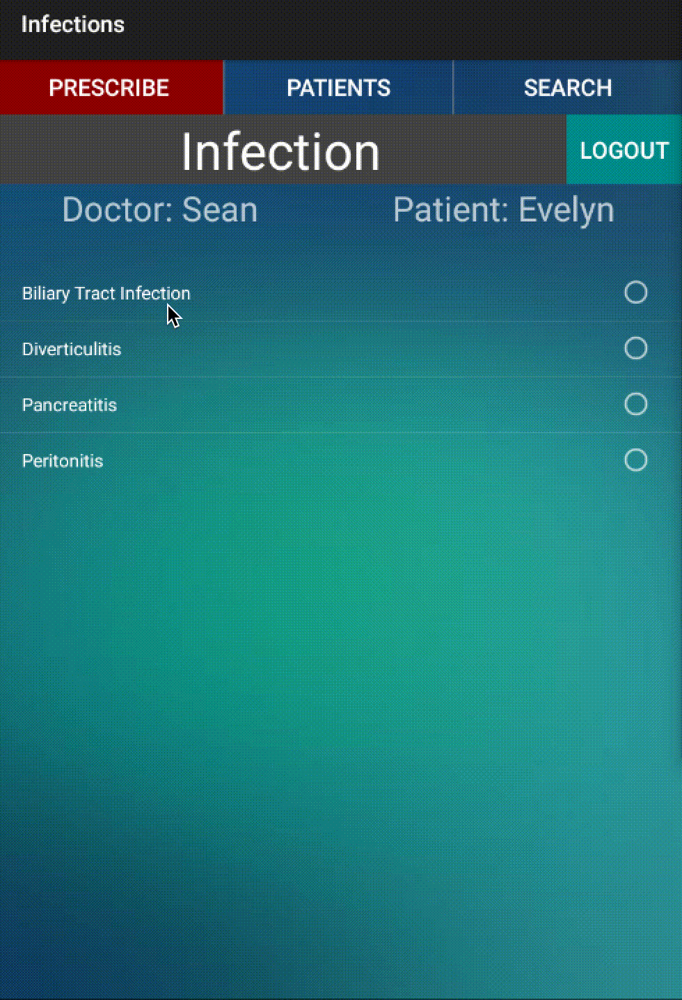 Infections
PRESCRIBE PATIENTS SEARCH
Infection LOGOUT
Doctor: Sean Patient: Evelyn
Biliary Tract Infection
Diverticulitis
Pancreatitis
Peritonitis